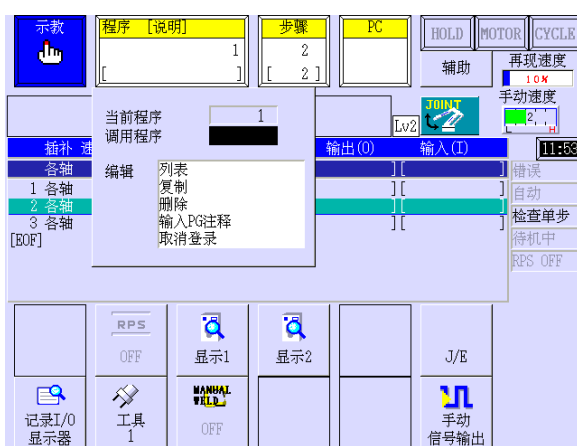 示教
程序 [说明]
1
[ ]
步骤
2
[ 2 ]
PC
HOLD
MOTOR
CYCLE
辅助
再现速度
10%
手动速度
2
L H
JOINT
Lv2
当前程序 1
调用程序
编辑
列表
复制
删除
输入PG注释
取消登录
插补 速
输出(O) 输入(I)
11:53
各轴 ][ ]
1 各轴 ][ ]
2 各轴 ][ ]
3 各轴 ][ ]
[EOF]
错误
自动
检查单步
待机中
RPS OFF
RPS
OFF
显示1
显示2
J/E
记录I/O
显示器
工具
1
MANUAL
WELD
OFF
手动
信号输出